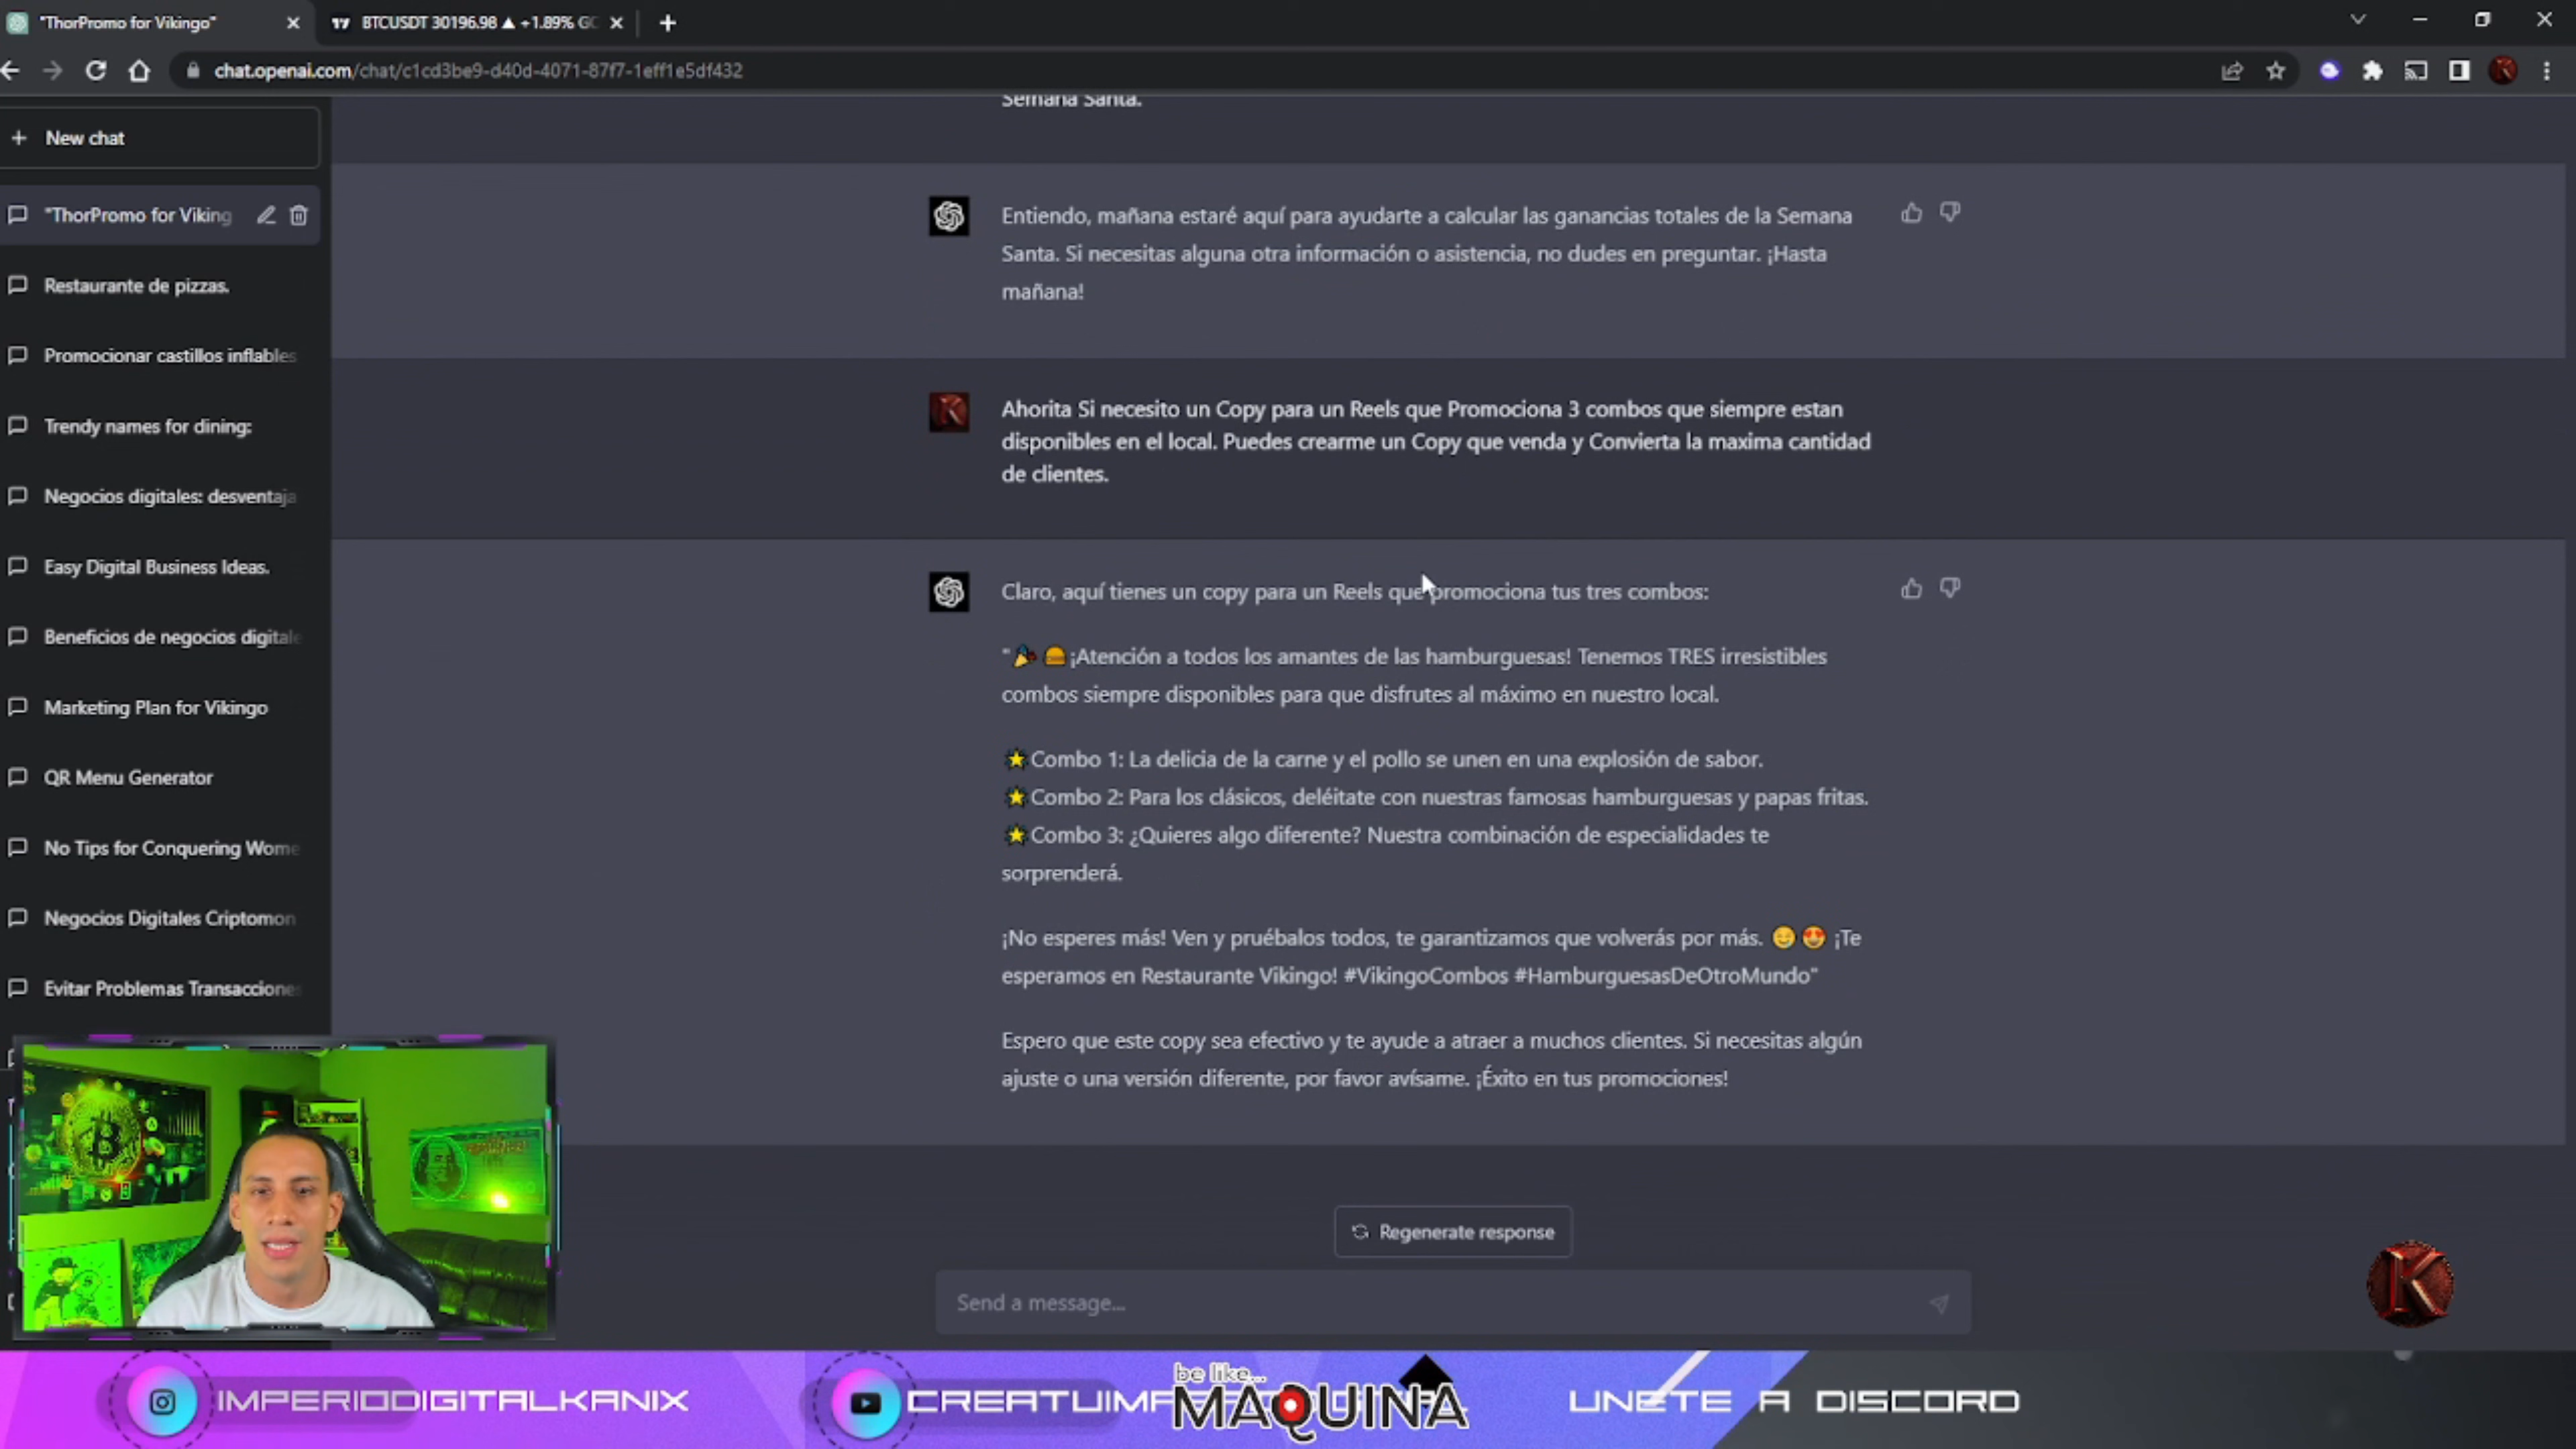 "ThorPromo for Vikingo"
BTCUSDT 30196.98 ▲ +1.89%
chat.openai.com/chat/c1cd3be9-d40d-4071-87f7-1eff1e5df432
New chat
"ThorPromo for Viking
Restaurante de pizzas.
Promocionar castillos inflables
Trendy names for dining:
Negocios digitales: desventaja
Easy Digital Business Ideas.
Beneficios de negocios digitale
Marketing Plan for Vikingo
QR Menu Generator
No Tips for Conquering Wome
Negocios Digitales Criptomon
Evitar Problemas Transaccione
Semana Santa.
Entiendo, mañana estaré aquí para ayudarte a calcular las ganancias totales de la Semana
Santa. Si necesitas alguna otra información o asistencia, no dudes en preguntar. ¡Hasta
mañana!
Ahorita Si necesito un Copy para un Reels que Promociona 3 combos que siempre estan
disponibles en el local. Puedes crearme un Copy que venda y Convierta la maxima cantidad
de clientes.
Claro, aquí tienes un copy para un Reels que promociona tus tres combos:
"🎉🍔¡Atención a todos los amantes de las hamburguesas! Tenemos TRES irresistibles
combos siempre disponibles para que disfrutes al máximo en nuestro local.
🌟Combo 1: La delicia de la carne y el pollo se unen en una explosión de sabor.
🌟Combo 2: Para los clásicos, deléitate con nuestras famosas hamburguesas y papas fritas.
🌟Combo 3: ¿Quieres algo diferente? Nuestra combinación de especialidades te
sorprenderá.
¡No esperes más! Ven y pruébalos todos, te garantizamos que volverás por más. 😋😍 ¡Te
esperamos en Restaurante Vikingo! #VikingoCombos #HamburguesasDeOtroMundo"
Espero que este copy sea efectivo y te ayude a atraer a muchos clientes. Si necesitas algún
ajuste o una versión diferente, por favor avísame. ¡Éxito en tus promociones!
Regenerate response
Send a message...
K
IMPERIODIGITALKANIX
CREATUIM
be like...
MAQUINA
UNETE A DISCORD